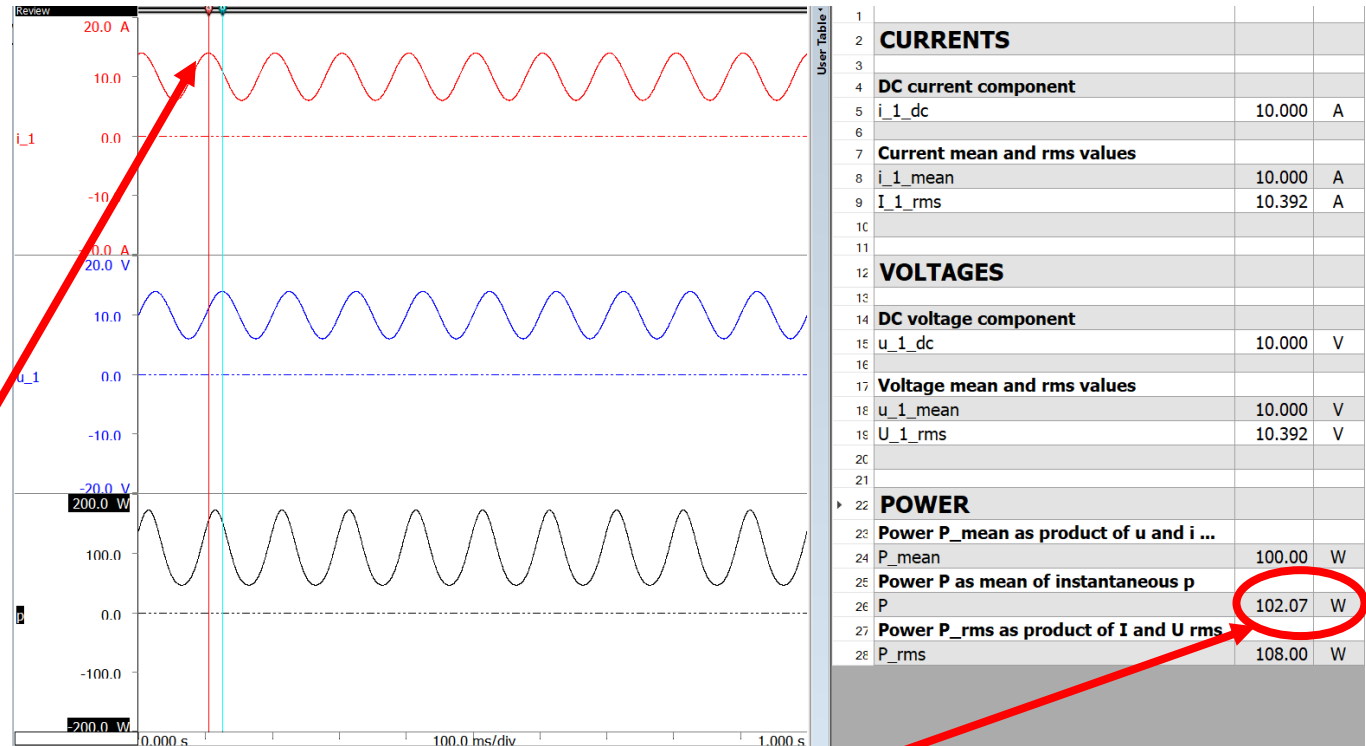 Review
20.0 A
10.0
i_1
0.0
-10
0.0 A
20.0 V
10.0
u_1
0.0
-10.0
-20.0 V
200.0 W
100.0
p
0.0
-100.0
-200.0 W
0.000 s
100.0 ms/div
1.000 s
User Table
1
2 CURRENTS
3
4 DC current component
5 i_1_dc 10.000 A
6
7 Current mean and rms values
8 i_1_mean 10.000 A
9 I_1_rms 10.392 A
10
11
12 VOLTAGES
13
14 DC voltage component
15 u_1_dc 10.000 V
16
17 Voltage mean and rms values
18 u_1_mean 10.000 V
19 U_1_rms 10.392 V
20
21
22 POWER
23 Power P_mean as product of u and i ...
24 P_mean 100.00 W
25 Power P as mean of instantaneous p
26 P 102.07 W
27 Power P_rms as product of I and U rms
28 P_rms 108.00 W